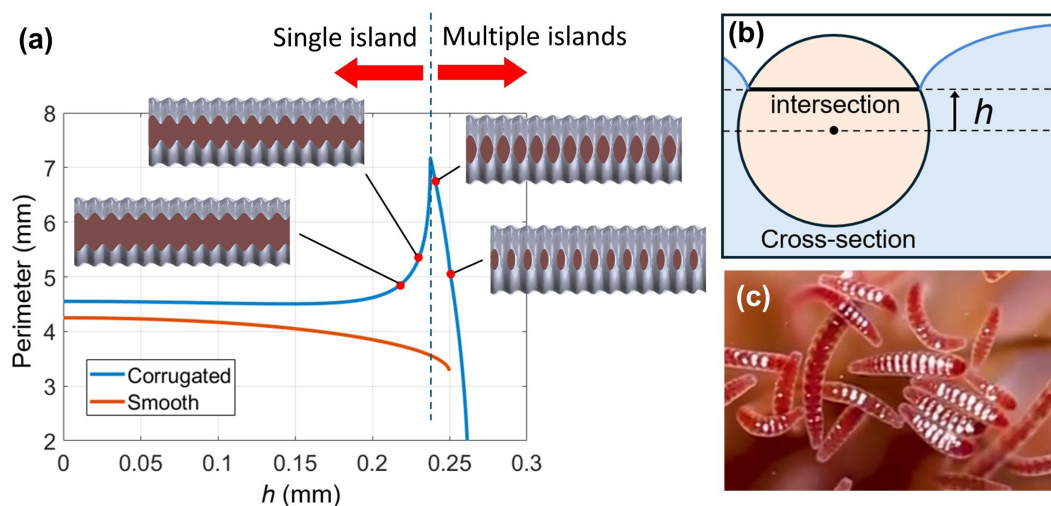 (a)
Single island
Multiple islands
8
7
6
5
4
3
2
Perimeter (mm)
Corrugated
Smooth
0
0.05
0.1
0.15
0.2
0.25
0.3
h (mm)
(b)
intersection
h
Cross-section
(c)